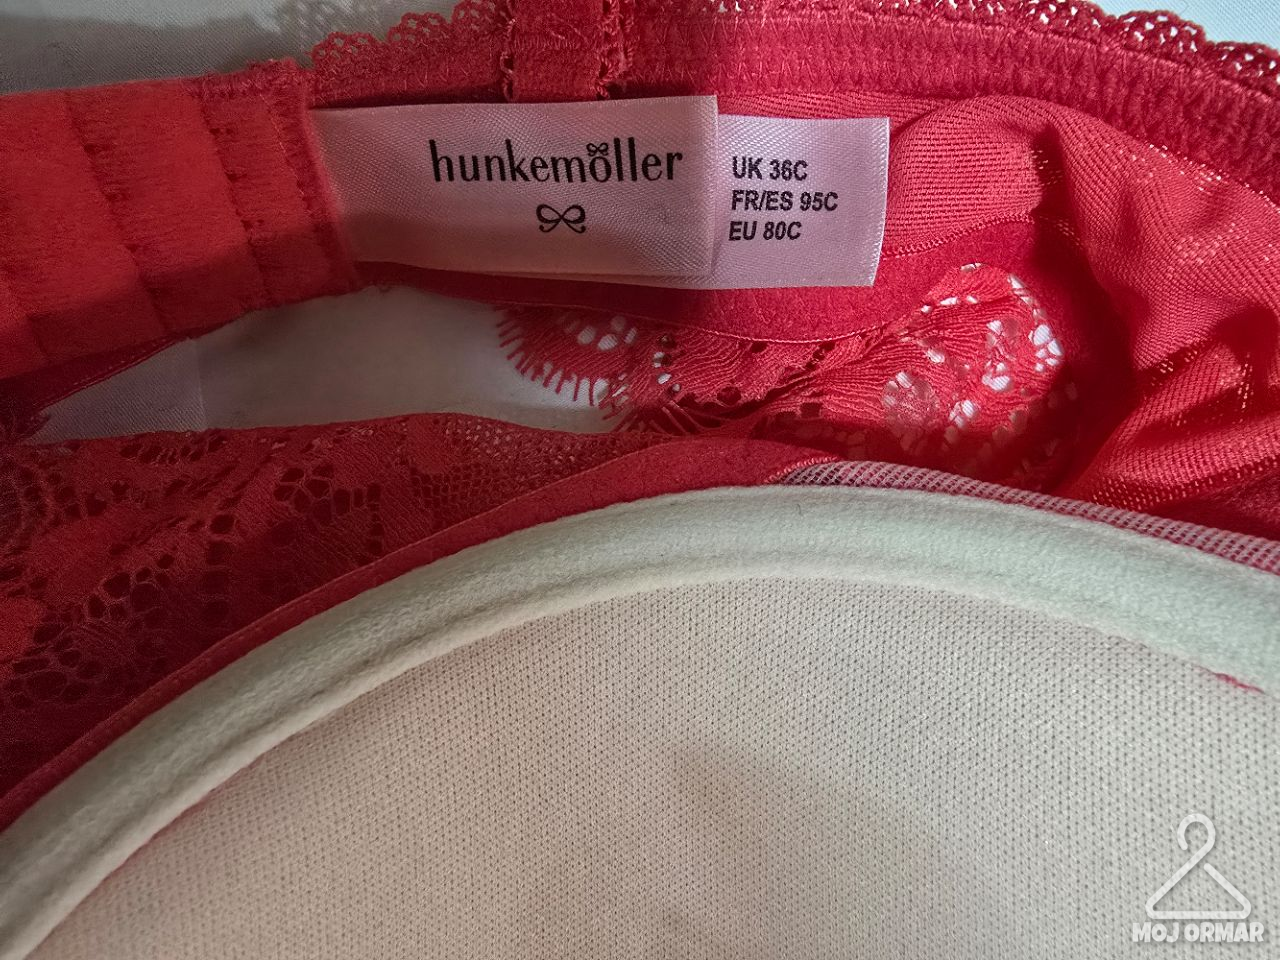 hunkemöller
UK 36C
FR/ES 95C
EU 80C
MOJ ORMAR